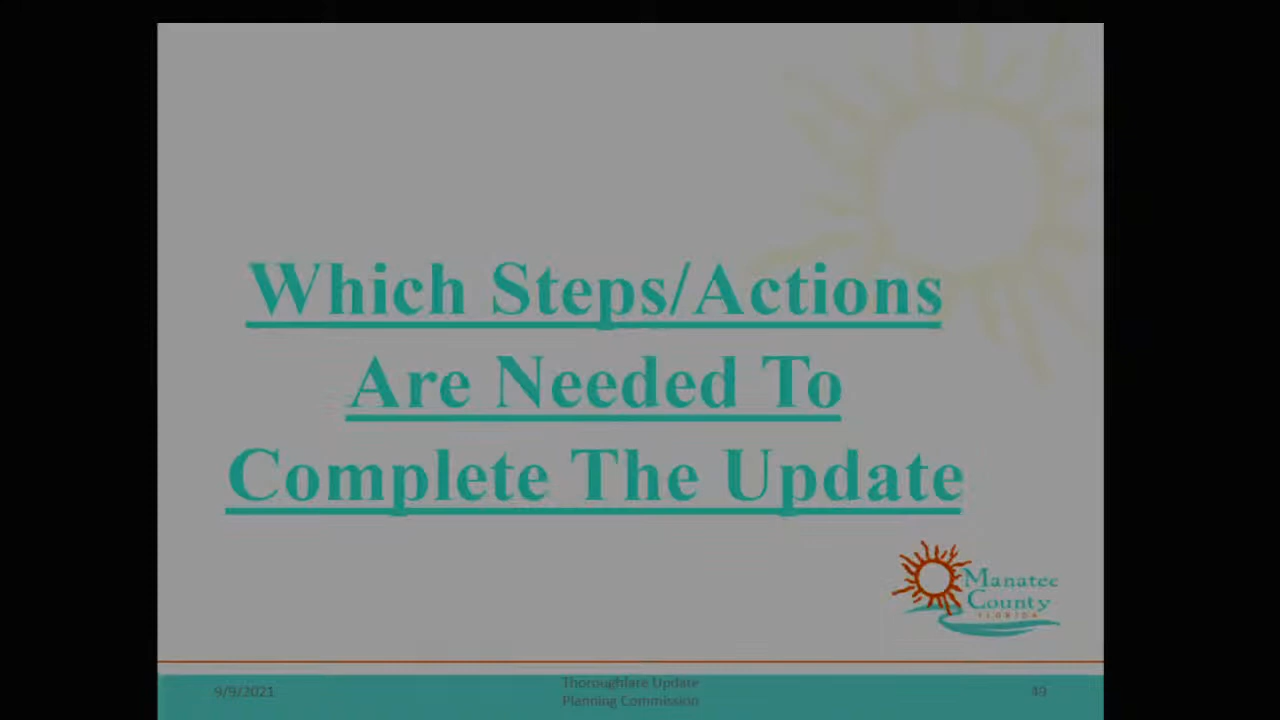 Which Steps/Actions
Are Needed To
Complete The Update
Manatee
County
FLORIDA
9/9/2021
Thoroughfare Update
Planning Commission
49